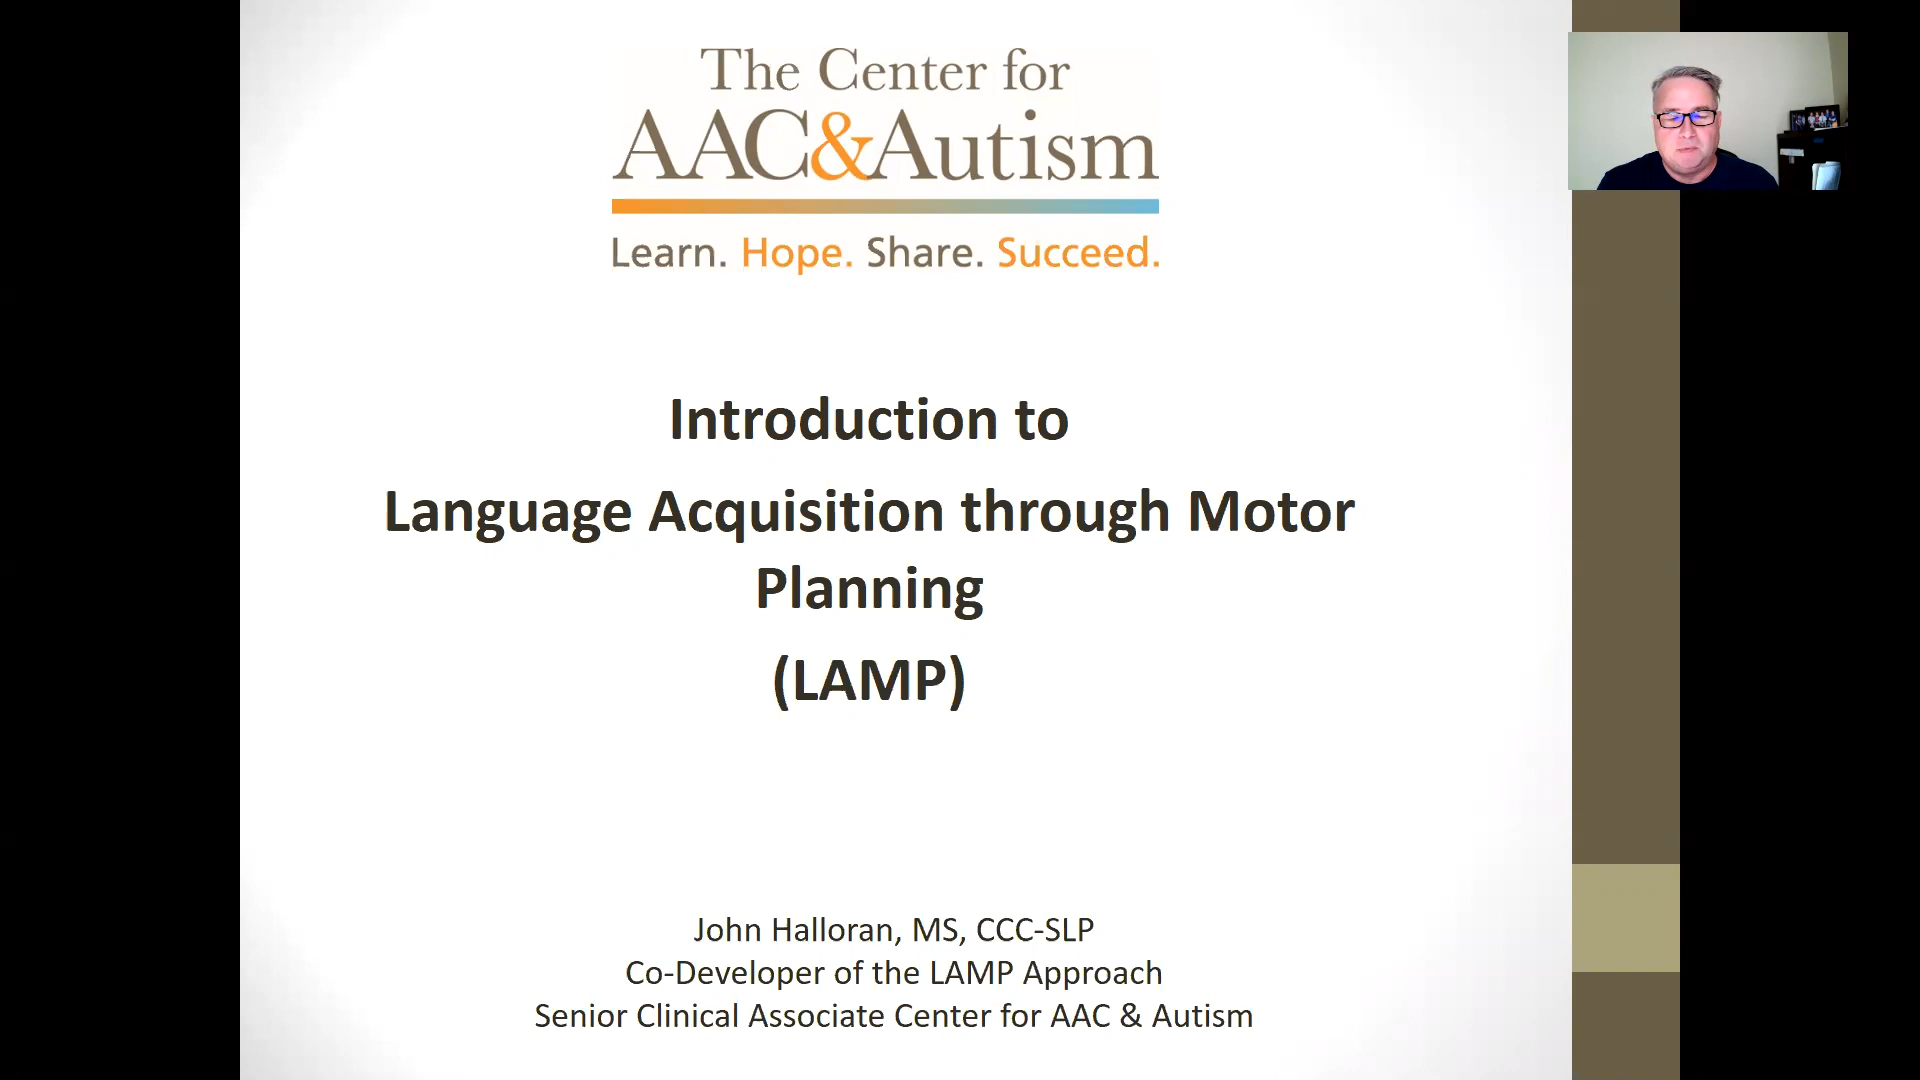 The Center for
AAC&Autism
Learn. Hope. Share. Succeed.
Introduction to
Language Acquisition through Motor
Planning
(LAMP)
John Halloran, MS, CCC-SLP
Co-Developer of the LAMP Approach
Senior Clinical Associate Center for AAC & Autism